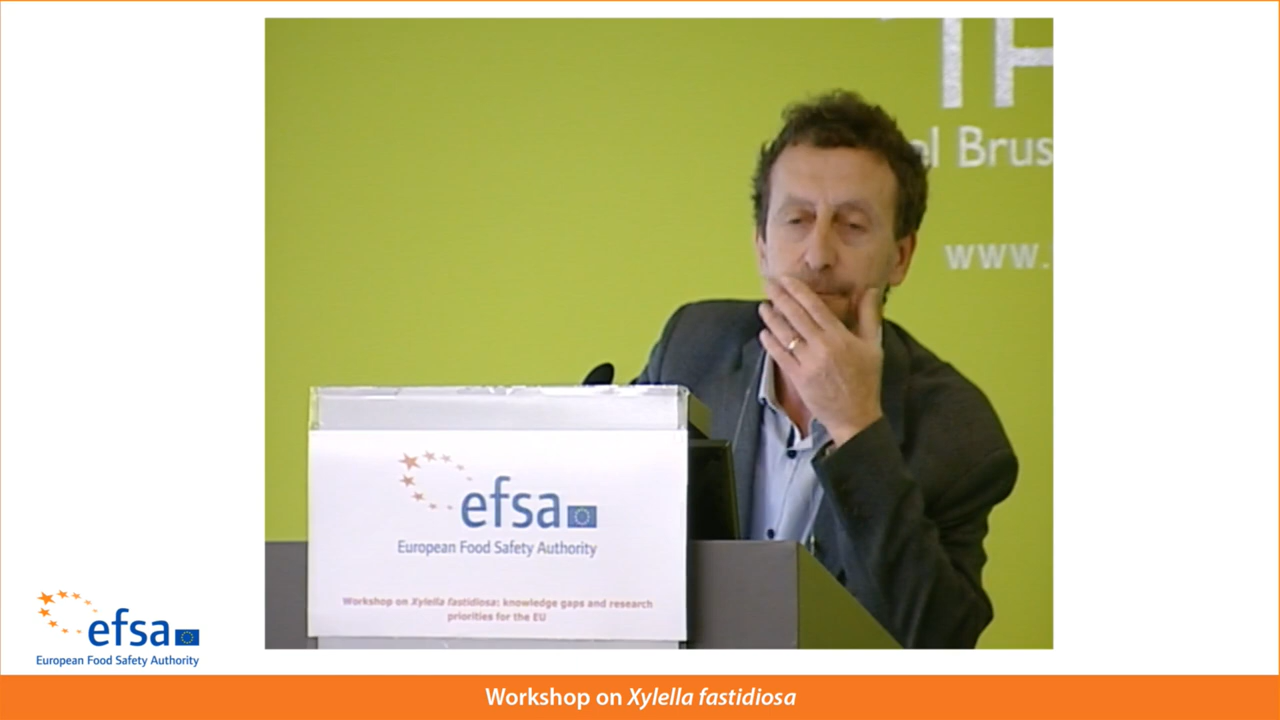 el Brus
www.
efsa
European Food Safety Authority
Workshop on Xylella fastidiosa: knowledge gaps and research
priorities for the EU
efsa
European Food Safety Authority
Workshop on Xylella fastidiosa